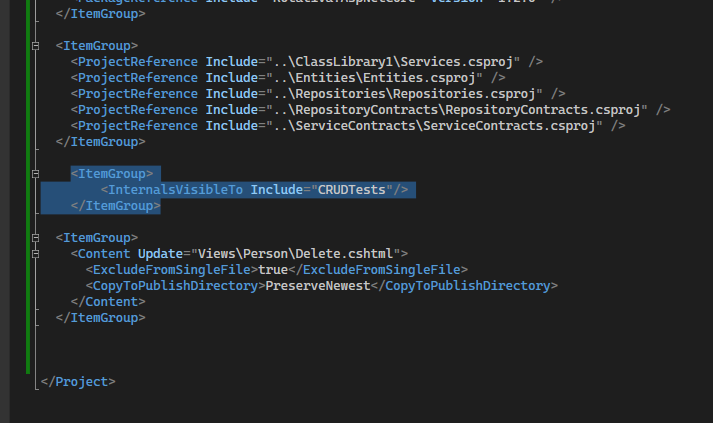 </ItemGroup>
<ItemGroup>
<ProjectReference Include="..\ClassLibrary1\Services.csproj" />
<ProjectReference Include="..\Entities\Entities.csproj" />
<ProjectReference Include="..\Repositories\Repositories.csproj" />
<ProjectReference Include="..\RepositoryContracts\RepositoryContracts.csproj" />
<ProjectReference Include="..\ServiceContracts\ServiceContracts.csproj" />
</ItemGroup>
<ItemGroup>
<InternalsVisibleTo Include="CRUDTests"/>
</ItemGroup>
<ItemGroup>
<Content Update="Views\Person\Delete.cshtml">
<ExcludeFromSingleFile>true</ExcludeFromSingleFile>
<CopyToPublishDirectory>PreserveNewest</CopyToPublishDirectory>
</Content>
</ItemGroup>
</Project>